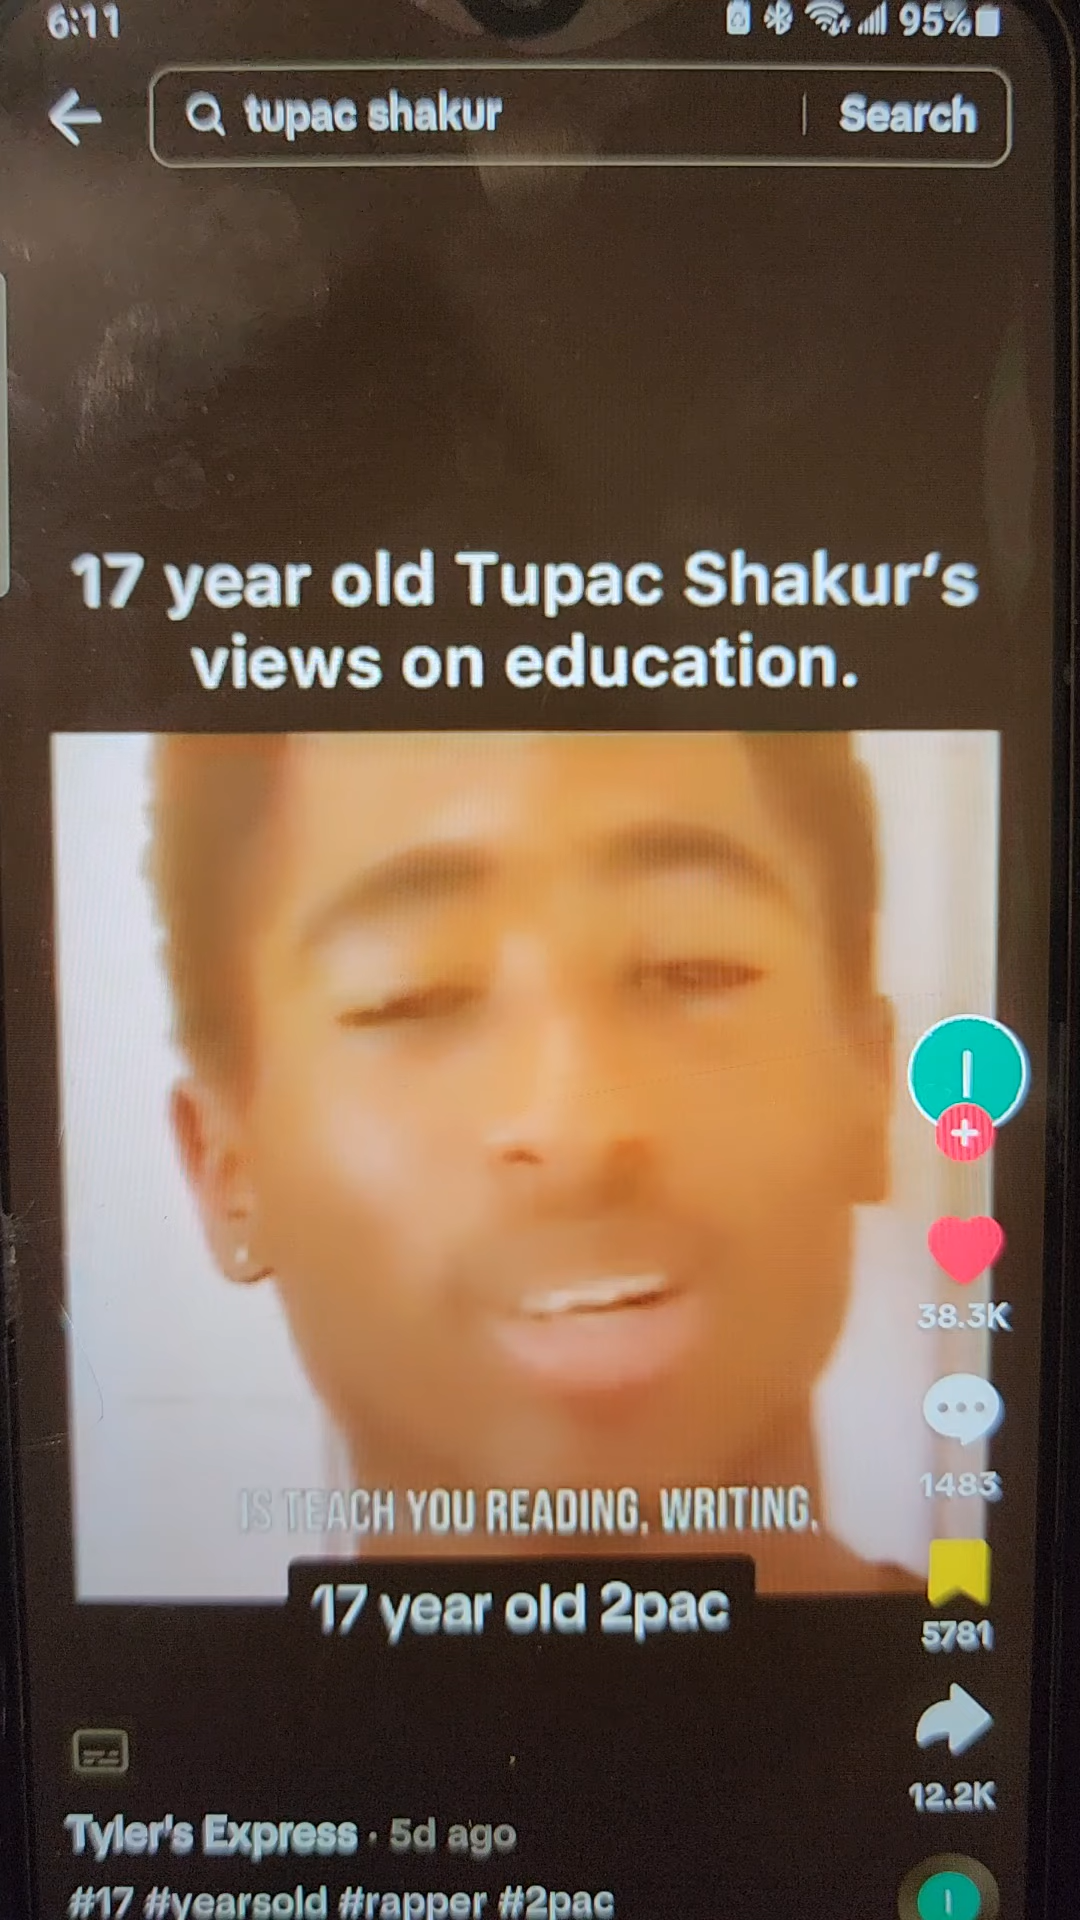 6:11 95%
tupac shakur Search
17 year old Tupac Shakur's
views on education.
38.3K
1483
IS TEACH YOU READING, WRITING,
17 year old 2pac
5781
12.2K
Tyler's Express · 5d ago
#17 #yearsold #rapper #2pac